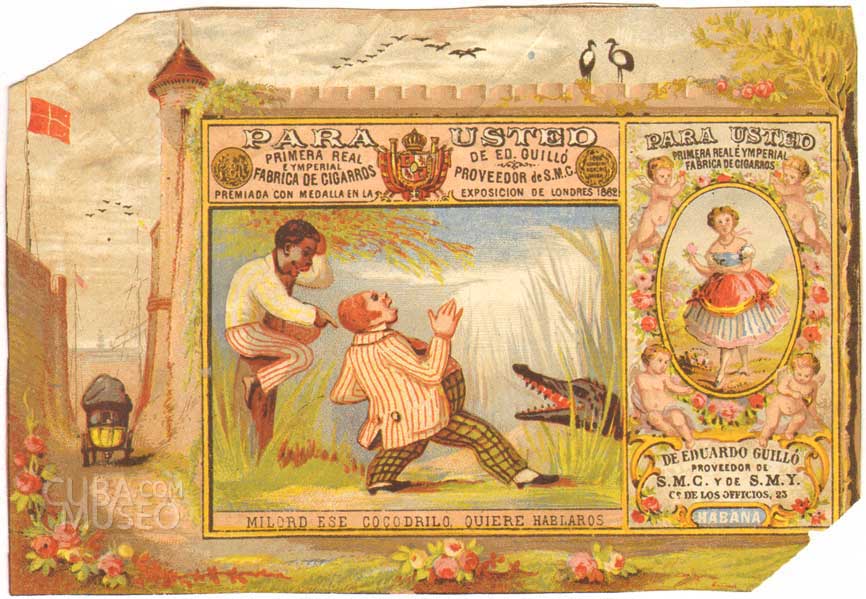 PARA USTED
PRIMERA REAL
É YMPERIAL
FABRICA DE CIGARROS
DE ED. GUILLÓ
PROVEEDOR de S.M.C.
PREMIADA CON MEDALLA EN LA EXPOSICION DE LONDRES 1862
MILORD ESE COCODRILO, QUIERE HABLAROS
PARA USTED
PRIMERA REAL É YMPERIAL
FABRICA DE CIGARROS
DE EDUARDO GUILLÓ
PROVEEDOR DE
S.M.C. Y DE S.M.Y.
Ce DE LOS OFFICIOS, 23
HABANA
CUBA.COM
MUSEO